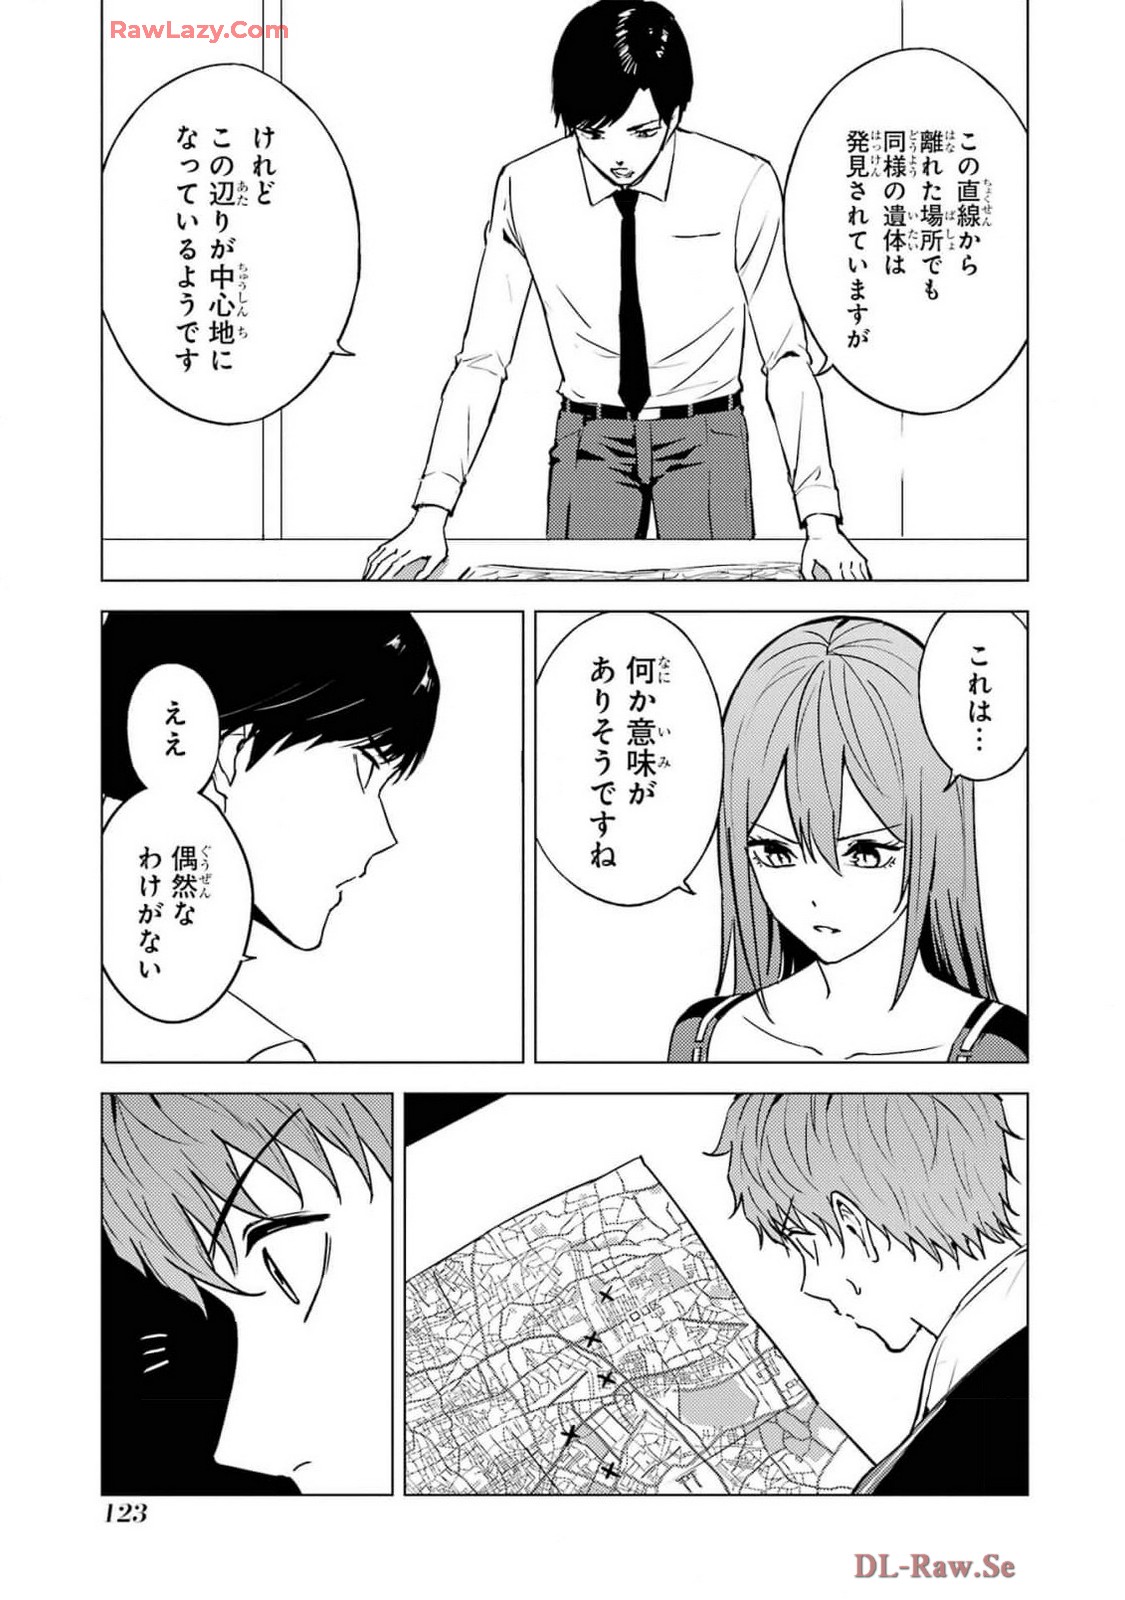 RawLazy.Com
この直線から
離れた場所でも
同様の遺体は
発見されていますが
けれど
この辺りが中心地に
なっているようです
これは…
何か意味が
ありそうですね
ええ
偶然な
わけがない
123
DL-Raw.Se